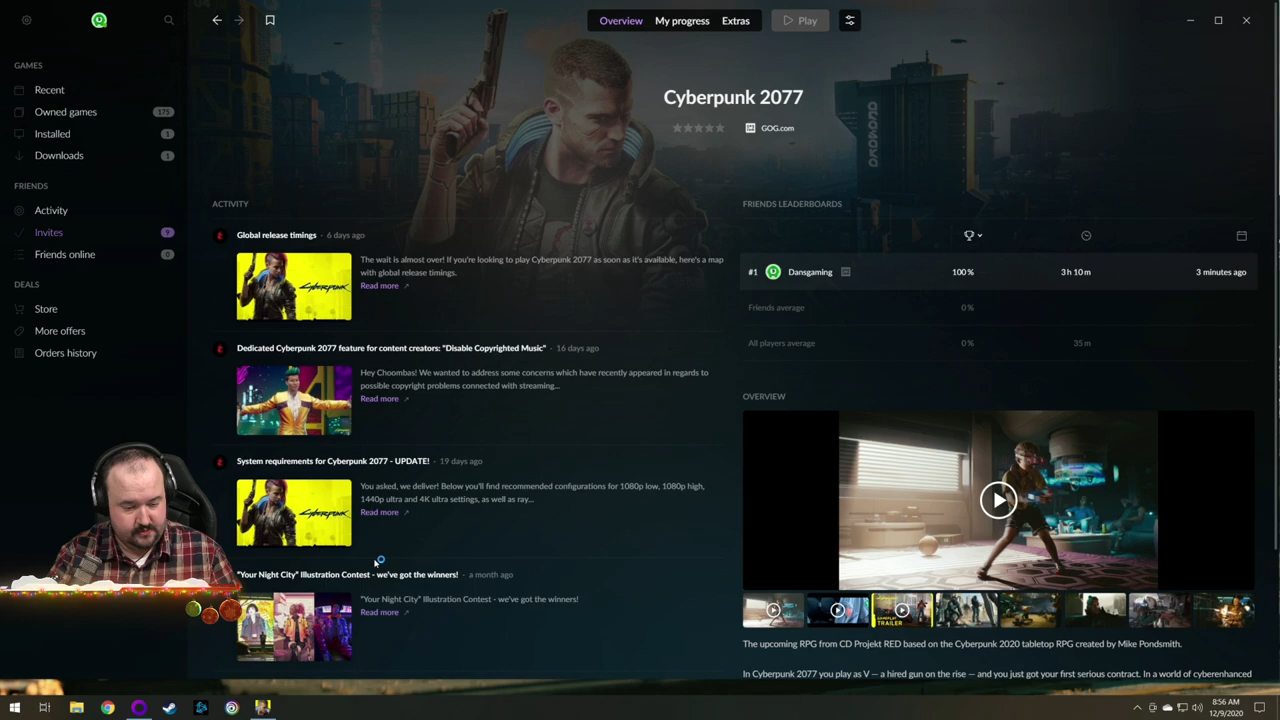 Overview
My progress
Extras
Play
GAMES
Recent
Owned games 175
Installed 1
Downloads 1
FRIENDS
Activity
Invites 9
Friends online 0
DEALS
Store
More offers
Orders history
Cyberpunk 2077
GOG.com
ACTIVITY
Global release timings · 6 days ago
The wait is almost over! If you're looking to play Cyberpunk 2077 as soon as it's available, here's a map
with global release timings.
Read more
Dedicated Cyberpunk 2077 feature for content creators: "Disable Copyrighted Music" · 16 days ago
Hey Choombas! We wanted to address some concerns which have recently appeared in regards to
possible copyright problems connected with streaming...
Read more
System requirements for Cyberpunk 2077 - UPDATE! · 19 days ago
You asked, we deliver! Below you'll find recommended configurations for 1080p low, 1080p high,
1440p ultra and 4K ultra settings, as well as ray...
Read more
"Your Night City" Illustration Contest - we've got the winners! · a month ago
"Your Night City" Illustration Contest - we've got the winners!
Read more
FRIENDS LEADERBOARDS
#1 Dansgaming 100% 3 h 10 m 3 minutes ago
Friends average 0%
All players average 0% 35 m
OVERVIEW
GAMEPLAY
TRAILER
The upcoming RPG from CD Projekt RED based on the Cyberpunk 2020 tabletop RPG created by Mike Pondsmith.
In Cyberpunk 2077 you play as V — a hired gun on the rise — and you just got your first serious contract. In a world of cyberenhanced
8:56 AM
12/9/2020